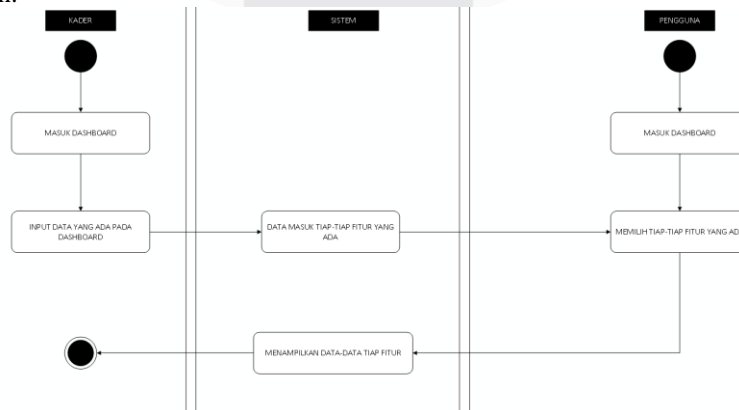 KADER
SISTEM
PENGGUNA
MASUK DASHBOARD
MASUK DASHBOARD
INPUT DATA YANG ADA PADA
DASHBOARD
DATA MASUK TIAP-TIAP FITUR YANG
ADA
MEMILIH TIAP-TIAP FITUR YANG AD
MENAMPILKAN DATA-DATA TIAP FITUR